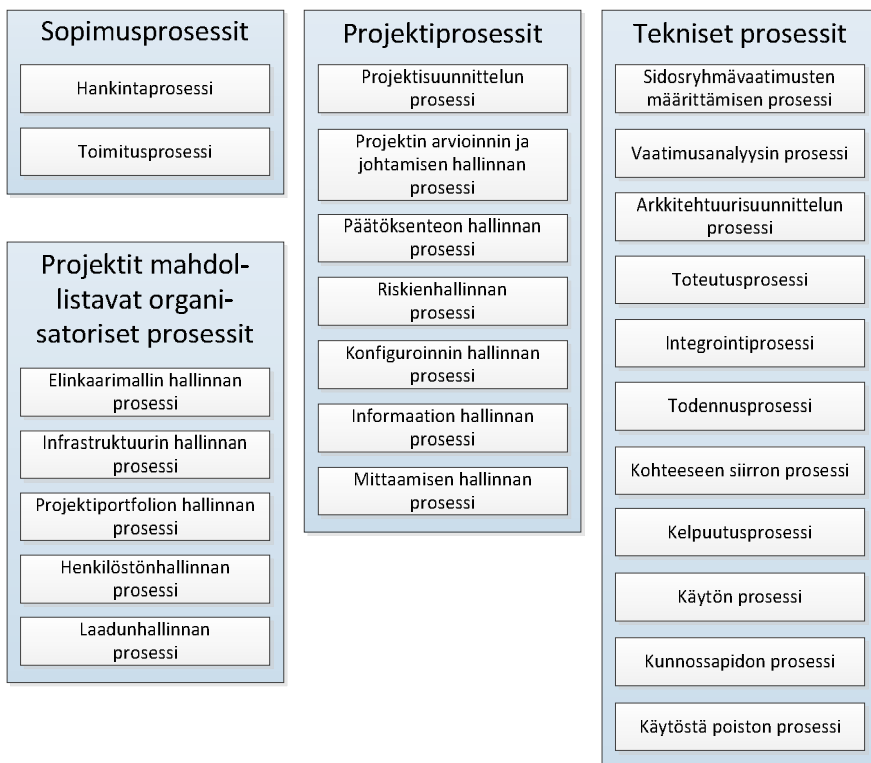 Sopimusprosessit
Hankintaprosessi
Toimitusprosessi
Projektit mahdol-
listavat organi-
satoriset prosessit
Elinkaarimallin hallinnan
prosessi
Infrastruktuurin hallinnan
prosessi
Projektiportfolion hallinnan
prosessi
Henkilöstönhallinnan
prosessi
Laadunhallinnan
prosessi
Projektiprosessit
Projektisuunnittelun
prosessi
Projektin arvioinnin ja
johtamisen hallinnan
prosessi
Päätöksenteon hallinnan
prosessi
Riskienhallinnan
prosessi
Konfiguroinnin hallinnan
prosessi
Informaation hallinnan
prosessi
Mittaamisen hallinnan
prosessi
Tekniset prosessit
Sidosryhmävaatimusten
määrittämisen prosessi
Vaatimusanalyysin prosessi
Arkkitehtuurisuunnittelun
prosessi
Toteutusprosessi
Integrointiprosessi
Todennusprosessi
Kohteeseen siirron prosessi
Kelpuutusprosessi
Käytön prosessi
Kunnossapidon prosessi
Käytöstä poiston prosessi